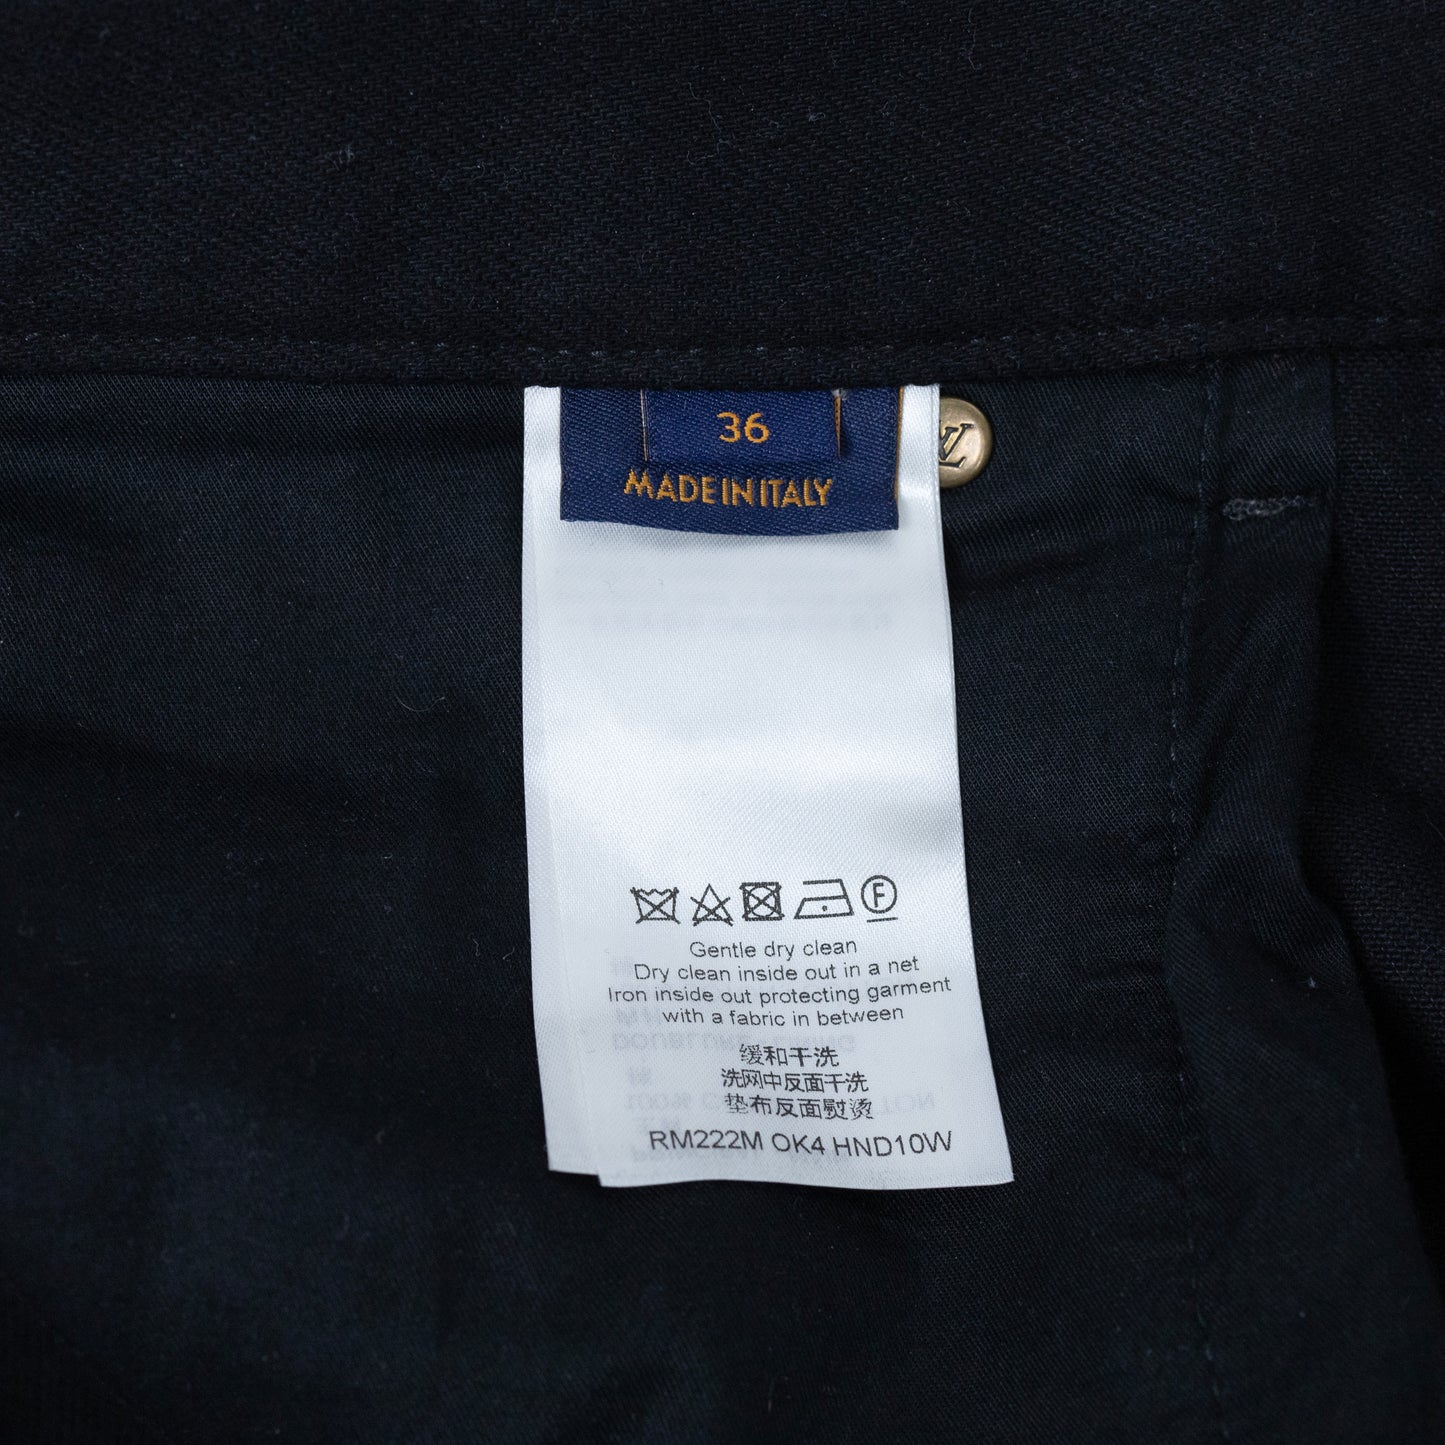 36
MADE IN ITALY
LV
F
Gentle dry clean
Dry clean inside out in a net
Iron inside out protecting garment
with a fabric in between
缓和干洗
洗网中反面干洗
垫布反面熨烫
RM222M OK4 HND10W